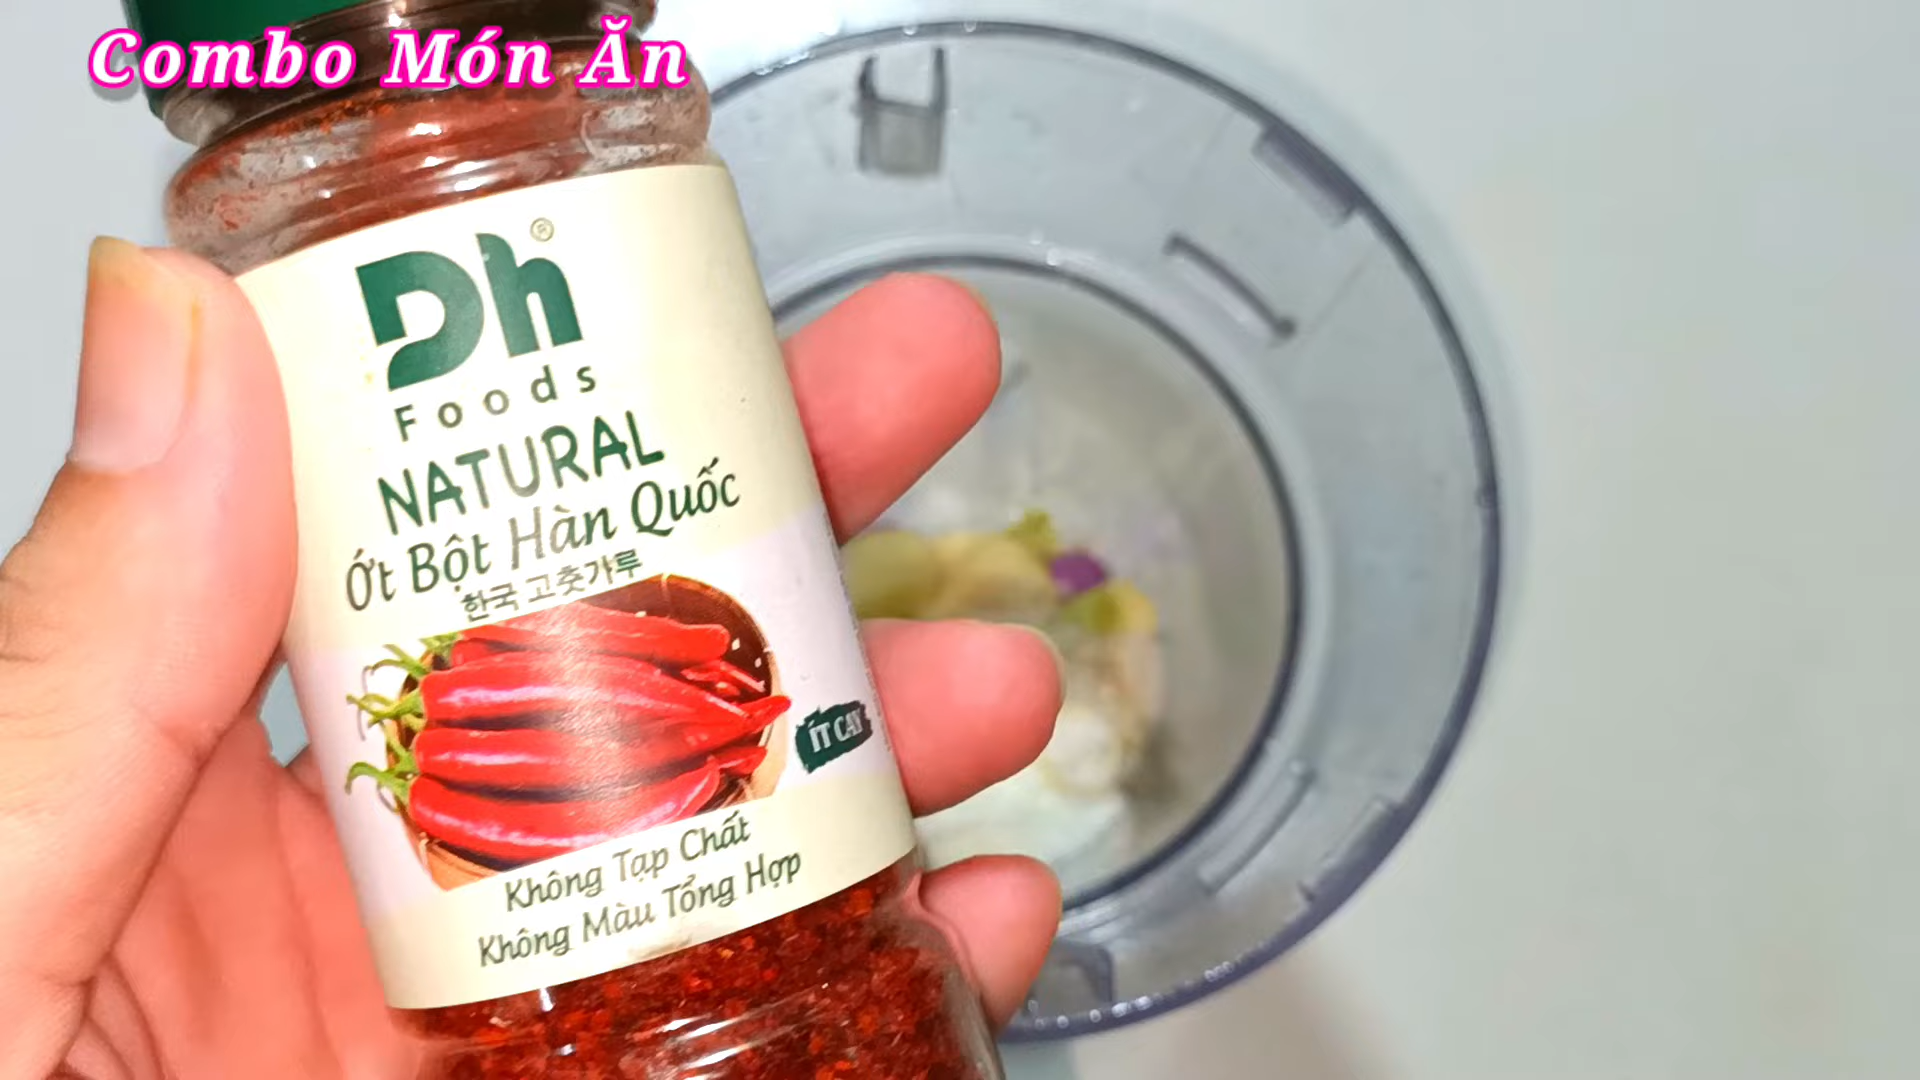 Combo Món Ăn
Dh®
Foods
NATURAL
Ớt Bột Hàn Quốc
한국 고춧가루
ÍT CAY
Không Tạp Chất
Không Màu Tổng Hợp